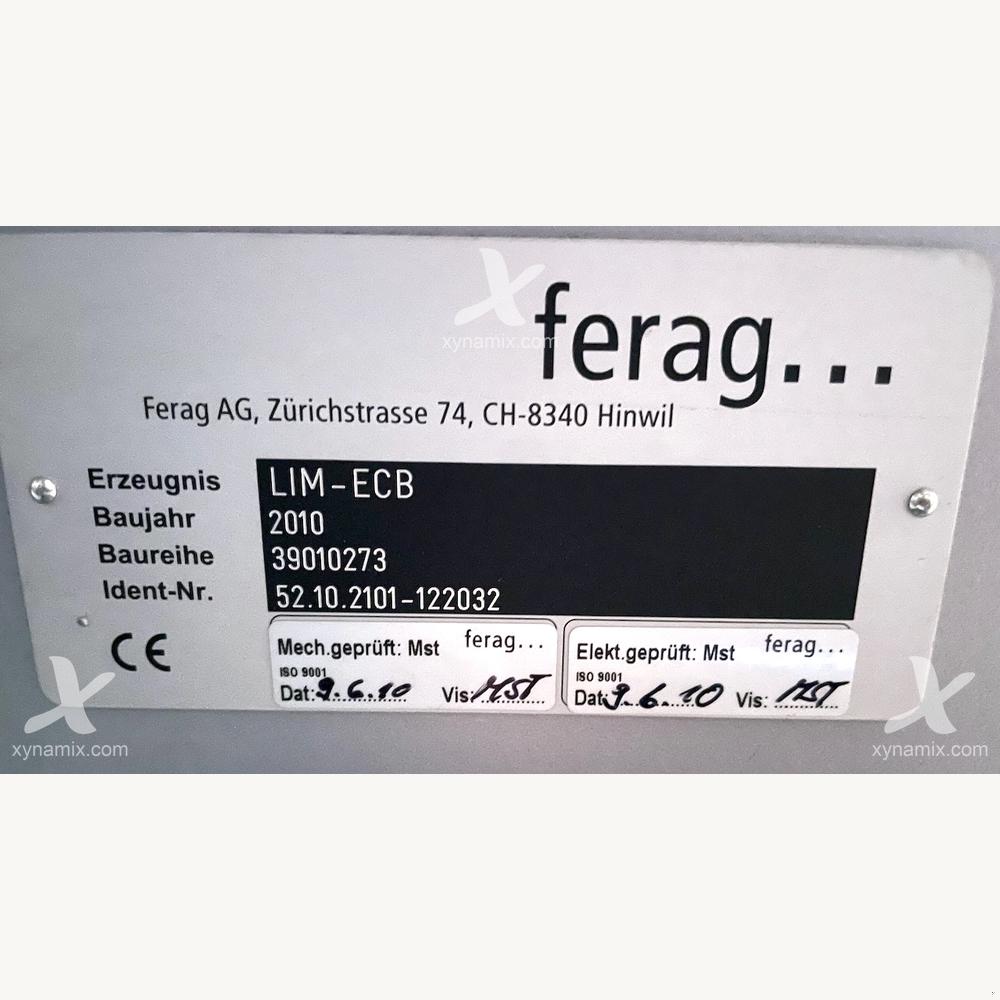 xynamix.com
ferag...
Ferag AG, Zürichstrasse 74, CH-8340 Hinwil
Erzeugnis LIM-ECB
Baujahr 2010
Baureihe 39010273
Ident-Nr. 52.10.2101-122032
CE
Mech.geprüft: Mst ferag...
ISO 9001
Dat: 9.6.10 Vis: MST
Elekt.geprüft: Mst ferag...
ISO 9001
Dat: 9.6.10 Vis: MST
xynamix.com
xynamix.com